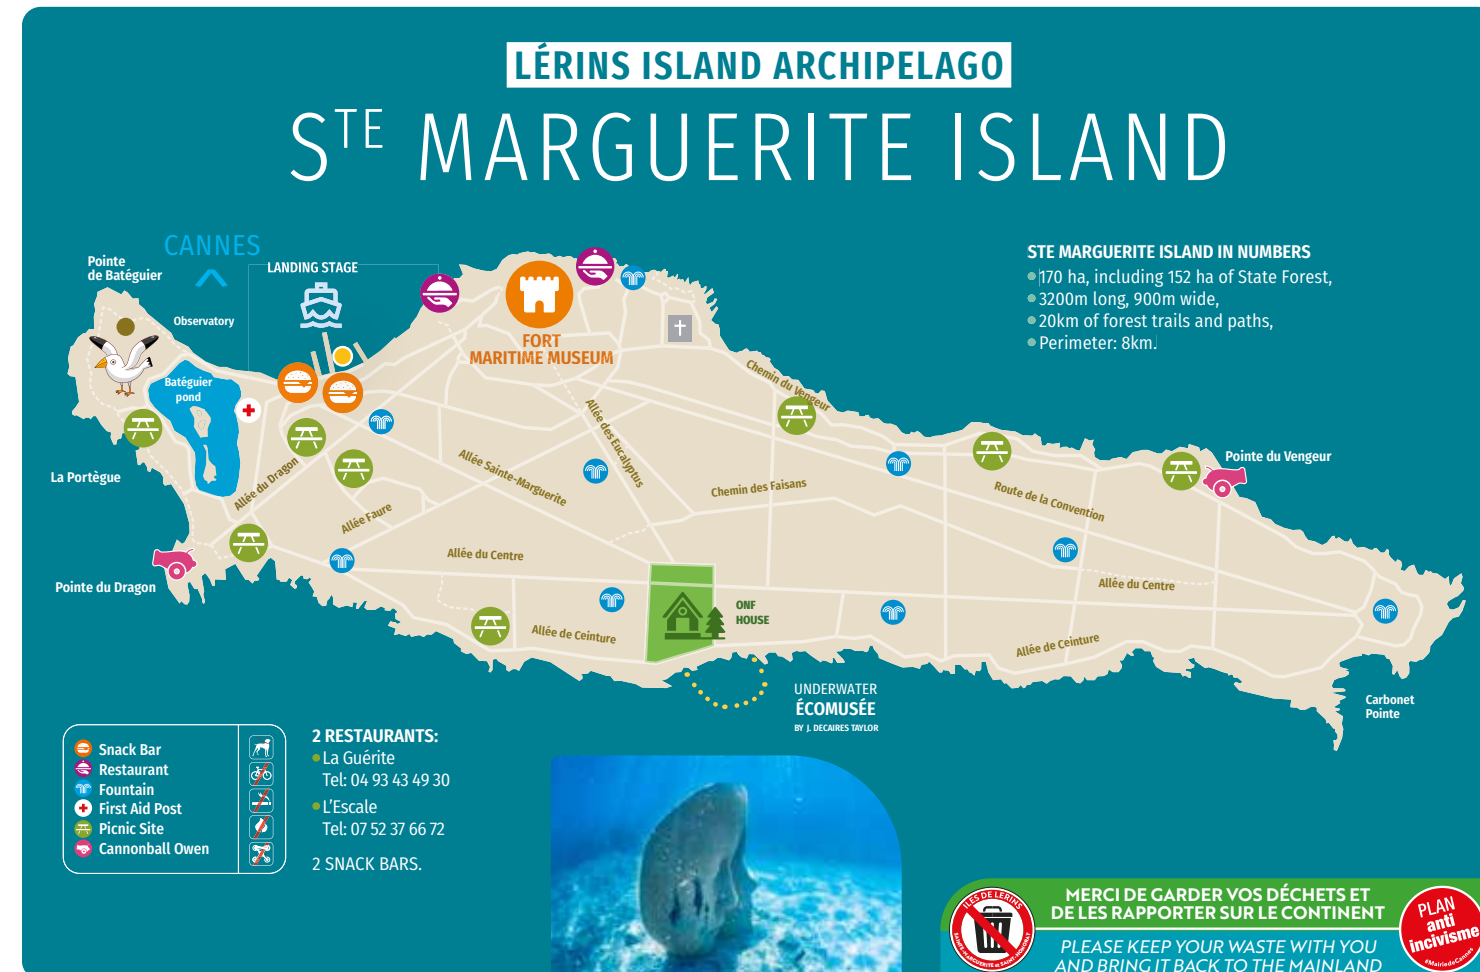 LÉRINS ISLAND ARCHIPELAGO
STE MARGUERITE ISLAND
CANNES
Pointe
de Batéguier
LANDING STAGE
Observatory
Batéguier
pond
FORT
MARITIME MUSEUM
STE MARGUERITE ISLAND IN NUMBERS
170 ha, including 152 ha of State Forest,
3200m long, 900m wide,
20km of forest trails and paths,
Perimeter: 8km.
Chemin du Vengeur
Allée des Eucalyptus
Allée Sainte-Marguerite
Allée du Dragon
Allée Faure
Chemin des Faisans
Route de la Convention
Pointe du Vengeur
La Portègue
Pointe du Dragon
Allée du Centre
Allée du Centre
ONF
HOUSE
Allée de Ceinture
Allée de Ceinture
UNDERWATER
ÉCOMUSÉE
BY J. DECAIRES TAYLOR
Carbonet
Pointe
Snack Bar
Restaurant
Fountain
First Aid Post
Picnic Site
Cannonball Owen
2 RESTAURANTS:
La Guérite
Tel: 04 93 43 49 30
L'Escale
Tel: 07 52 37 66 72
2 SNACK BARS.
ILES DE LERINS
SAINTE-MARGUERITE et SAINT-HONORAT
MERCI DE GARDER VOS DÉCHETS ET
DE LES RAPPORTER SUR LE CONTINENT
PLEASE KEEP YOUR WASTE WITH YOU
AND BRING IT BACK TO THE MAINLAND
PLAN
anti
incivisme
#MairiedeCannes